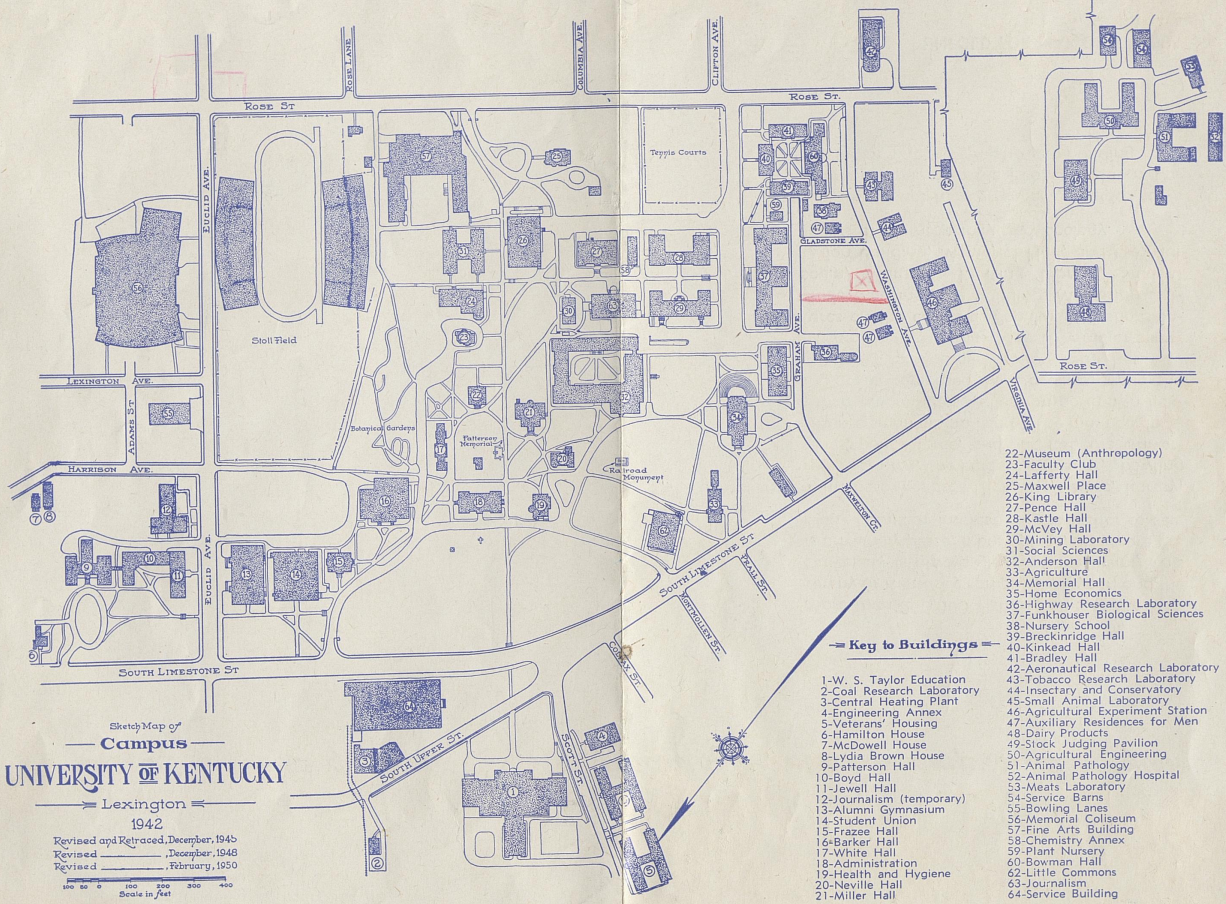 ROSE LANE
COLUMBIA AVE.
CLIFTON AVE.
ROSE ST
ROSE ST.
EUCLID AVE.
Tennis Courts
GLADSTONE AVE.
WASHINGTON AVE.
GRAHAM AVE.
Stoll Field
LEXINGTON AVE.
ADAMS ST
HARRISON AVE.
Botanical Gardens
Patterson
Memorial
Railroad
Monument
ROSE ST.
VIRGINIA AVE.
MAXWELTON CT.
EUCLID AVE.
SOUTH LIMESTONE ST
PRALL ST.
MONTMOLLEN ST.
CONAX ST
SOUTH LIMESTONE ST
SOUTH UPPER ST.
SCOTT ST.
Sketch Map of
Campus
UNIVERSITY OF KENTUCKY
Lexington
1942
Revised and Retraced, December, 1945
Revised , December, 1948
Revised , February, 1950
100 50 0 100 200 300 400
Scale in feet
Key to Buildings
1-W. S. Taylor Education
2-Coal Research Laboratory
3-Central Heating Plant
4-Engineering Annex
5-Veterans' Housing
6-Hamilton House
7-McDowell House
8-Lydia Brown House
9-Patterson Hall
10-Boyd Hall
11-Jewell Hall
12-Journalism (temporary)
13-Alumni Gymnasium
14-Student Union
15-Frazee Hall
16-Barker Hall
17-White Hall
18-Administration
19-Health and Hygiene
20-Neville Hall
21-Miller Hall
22-Museum (Anthropology)
23-Faculty Club
24-Lafferty Hall
25-Maxwell Place
26-King Library
27-Pence Hall
28-Kastle Hall
29-McVey Hall
30-Mining Laboratory
31-Social Sciences
32-Anderson Hall
33-Agriculture
34-Memorial Hall
35-Home Economics
36-Highway Research Laboratory
37-Funkhouser Biological Sciences
38-Nursery School
39-Breckinridge Hall
40-Kinkead Hall
41-Bradley Hall
42-Aeronautical Research Laboratory
43-Tobacco Research Laboratory
44-Insectary and Conservatory
45-Small Animal Laboratory
46-Agricultural Experiment Station
47-Auxiliary Residences for Men
48-Dairy Products
49-Stock Judging Pavilion
50-Agricultural Engineering
51-Animal Pathology
52-Animal Pathology Hospital
53-Meats Laboratory
54-Service Barns
55-Bowling Lanes
56-Memorial Coliseum
57-Fine Arts Building
58-Chemistry Annex
59-Plant Nursery
60-Bowman Hall
62-Little Commons
63-Journalism
64-Service Building